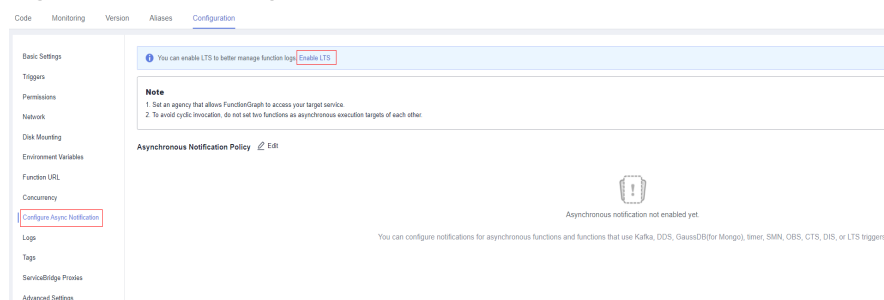 Code Monitoring Version Aliases Configuration
Basic Settings
Triggers
Permissions
Network
Disk Mounting
Environment Variables
Function URL
Concurrency
Configure Async Notification
Logs
Tags
ServiceBridge Proxies
Advanced Settings
You can enable LTS to better manage function logs. Enable LTS
Note
1. Set an agency that allows FunctionGraph to access your target service.
2. To avoid cyclic invocation, do not set two functions as asynchronous execution targets of each other.
Asynchronous Notification Policy Edit
Asynchronous notification not enabled yet.
You can configure notifications for asynchronous functions and functions that use Kafka, DDS, GaussDB(for Mongo), timer, SMN, OBS, CTS, DIS, or LTS triggers